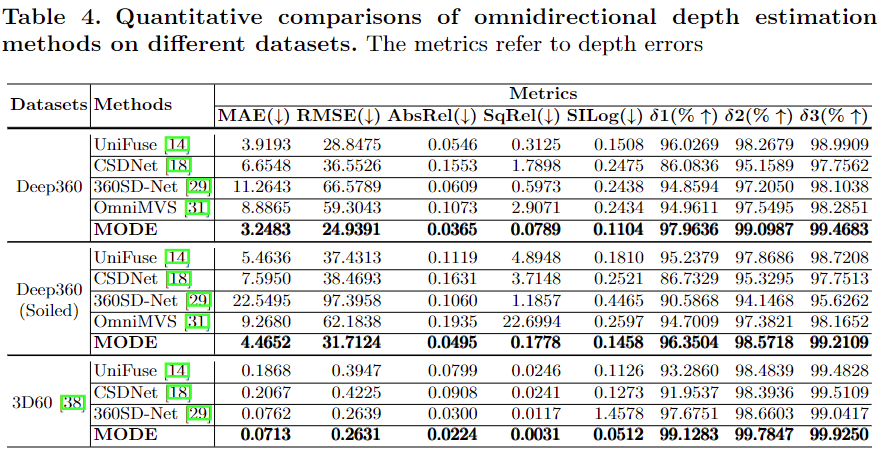 Table 4. Quantitative comparisons of omnidirectional depth estimation
methods on different datasets. The metrics refer to depth errors
Datasets Methods Metrics
MAE(↓) RMSE(↓) AbsRel(↓) SqRel(↓) SILog(↓) δ1(% ↑) δ2(% ↑) δ3(% ↑)
Deep360
UniFuse [14] 3.9193 28.8475 0.0546 0.3125 0.1508 96.0269 98.2679 98.9909
CSDNet [18] 6.6548 36.5526 0.1553 1.7898 0.2475 86.0836 95.1589 97.7562
360SD-Net [29] 11.2643 66.5789 0.0609 0.5973 0.2438 94.8594 97.2050 98.1038
OmniMVS [31] 8.8865 59.3043 0.1073 2.9071 0.2434 94.9611 97.5495 98.2851
MODE 3.2483 24.9391 0.0365 0.0789 0.1104 97.9636 99.0987 99.4683
Deep360
(Soiled)
UniFuse [14] 5.4636 37.4313 0.1119 4.8948 0.1810 95.2379 97.8686 98.7208
CSDNet [18] 7.5950 38.4693 0.1631 3.7148 0.2521 86.7329 95.3295 97.7513
360SD-Net [29] 22.5495 97.3958 0.1060 1.1857 0.4465 90.5868 94.1468 95.6262
OmniMVS [31] 9.2680 62.1838 0.1935 22.6994 0.2597 94.7009 97.3821 98.1652
MODE 4.4652 31.7124 0.0495 0.1778 0.1458 96.3504 98.5718 99.2109
3D60 [38]
UniFuse [14] 0.1868 0.3947 0.0799 0.0246 0.1126 93.2860 98.4839 99.4828
CSDNet [18] 0.2067 0.4225 0.0908 0.0241 0.1273 91.9537 98.3936 99.5109
360SD-Net [29] 0.0762 0.2639 0.0300 0.0117 1.4578 97.6751 98.6603 99.0417
MODE 0.0713 0.2631 0.0224 0.0031 0.0512 99.1283 99.7847 99.9250